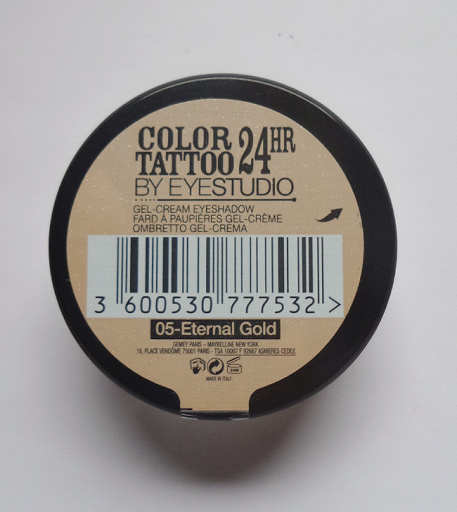 COLOR
TATTOO 24HR
BY EYESTUDIO
GEL-CREAM EYESHADOW
FARD À PAUPIÈRES GEL-CRÈME
OMBRETTO GEL-CREMA
3 600530 777532 >
05-Eternal Gold
GEMEY PARIS - MAYBELLINE NEW YORK
16, PLACE VENDÔME 75001 PARIS - TSA 10007 F 92667 ASNIERES CEDEX
MADE IN ITALY
24M